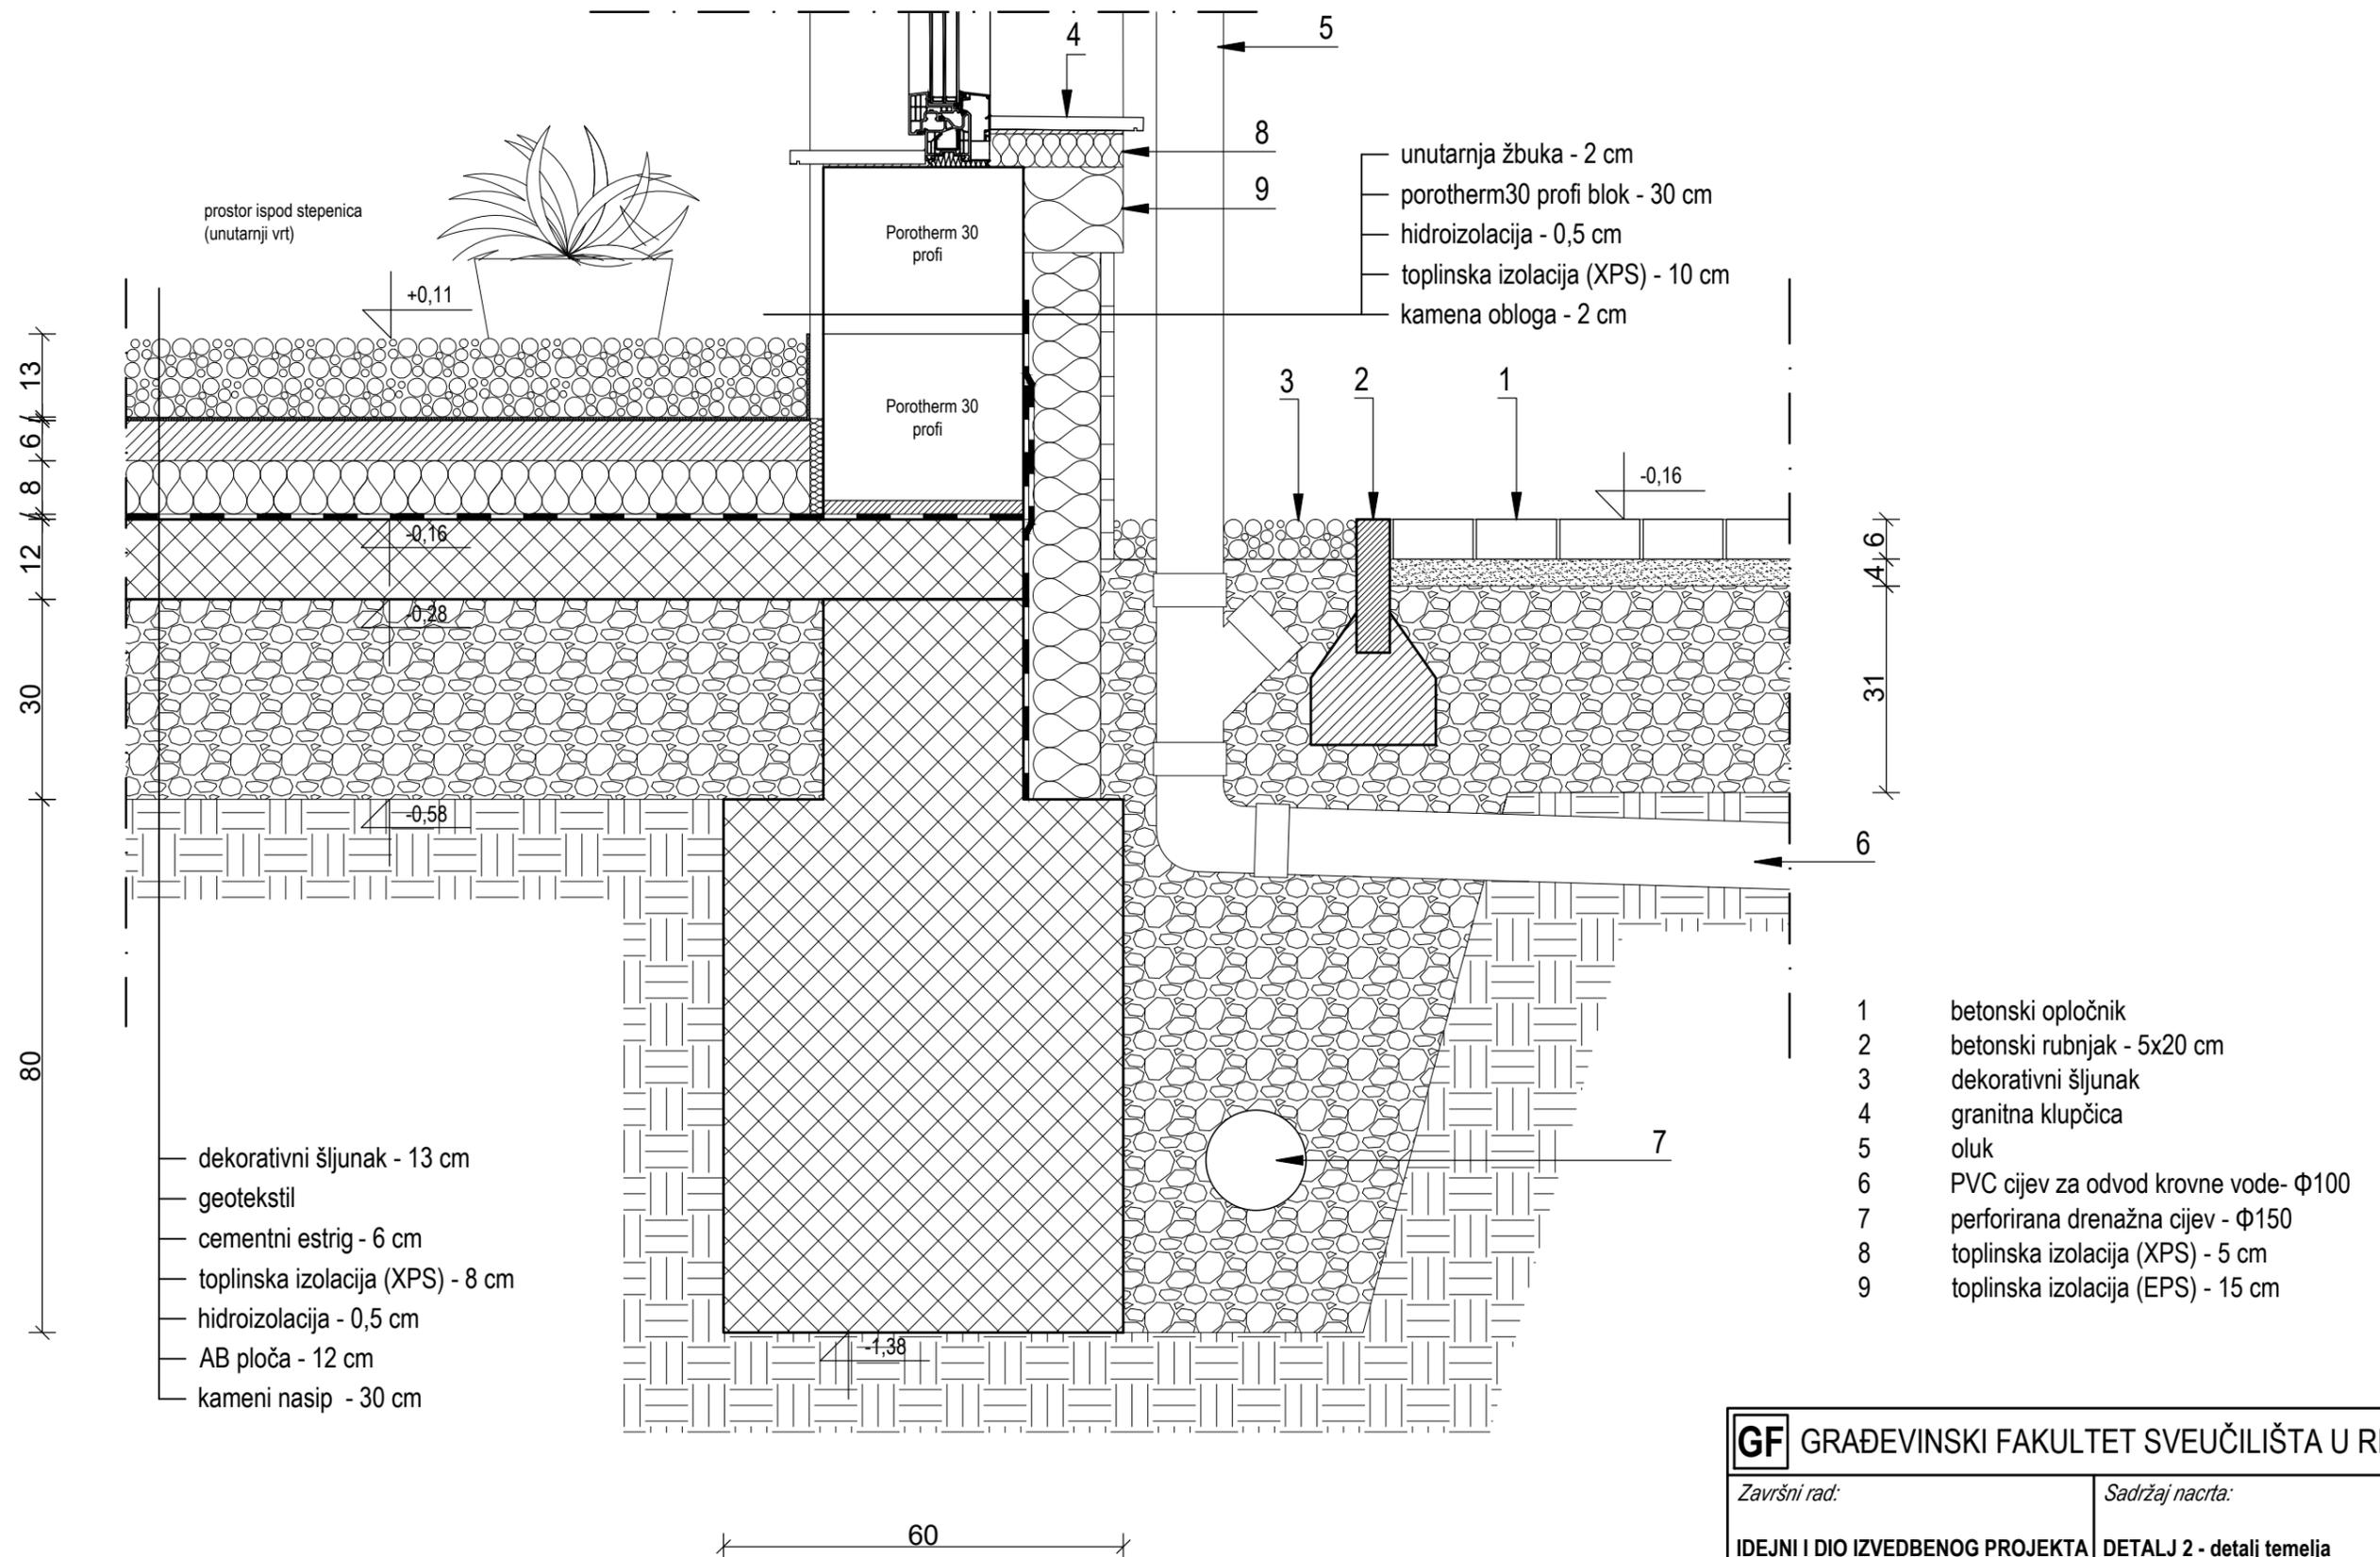 4
5
8
9
unutarnja žbuka - 2 cm
porotherm30 profi blok - 30 cm
hidroizolacija - 0,5 cm
toplinska izolacija (XPS) - 10 cm
kamena obloga - 2 cm
prostor ispod stepenica
(unutarnji vrt)
Porotherm 30
profi
+0,11
Porotherm 30
profi
3
2
1
-0,16
-0,16
-0,28
-0,58
-1,38
13
6
8
12
30
80
6
4
31
6
7
60
dekorativni šljunak - 13 cm
geotekstil
cementni estrig - 6 cm
toplinska izolacija (XPS) - 8 cm
hidroizolacija - 0,5 cm
AB ploča - 12 cm
kameni nasip - 30 cm
1 betonski opločnik
2 betonski rubnjak - 5x20 cm
3 dekorativni šljunak
4 granitna klupčica
5 oluk
6 PVC cijev za odvod krovne vode- Φ100
7 perforirana drenažna cijev - Φ150
8 toplinska izolacija (XPS) - 5 cm
9 toplinska izolacija (EPS) - 15 cm
GF GRAĐEVINSKI FAKULTET SVEUČILIŠTA U
Završni rad:
Sadržaj nacrta:
IDEJNI I DIO IZVEDBENOG PROJEKTA
DETALJ 2 - detalj temelja